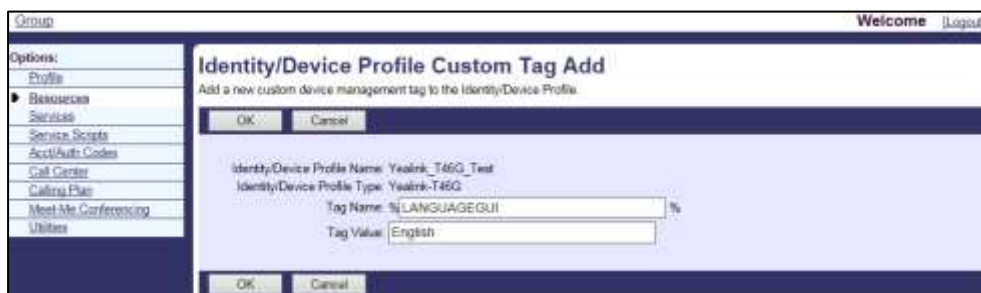 Group
Welcome [Logout
Options:
Profile
Resources
Services
Service Scripts
Acct/Auth Codes
Call Center
Calling Plan
Meet-Me Conferencing
Utilities
Identity/Device Profile Custom Tag Add
Add a new custom device management tag to the Identity/Device Profile.
OK Cancel
Identity/Device Profile Name: Yealink_T46G_Test
Identity/Device Profile Type: Yealink-T46G
Tag Name: % LANGUAGEGUI %
Tag Value: English
OK Cancel